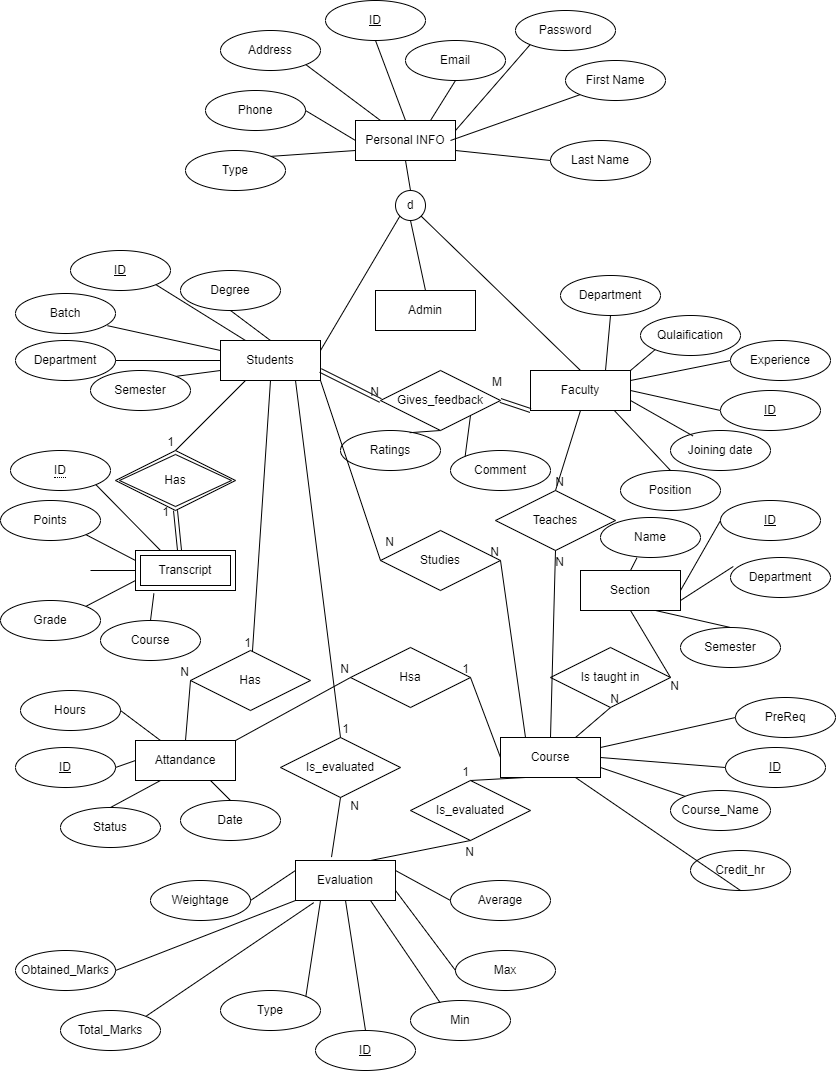 ID
Password
Address
Email
First Name
Phone
Personal INFO
Last Name
Type
d
ID
Degree
Department
Batch
Admin
Qulaification
Students
Department
Experience
Semester
N
Gives_feedback
M
Faculty
ID
1
Ratings
Comment
Joining date
ID
Has
Position
N
1
Points
Teaches
ID
Name
N
Studies
N
N
Transcript
Section
Department
Grade
Course
Semester
1
N
Has
N
Hsa
1
Is taught in
N
N
Hours
PreReq
1
Attandance
Course
ID
Is_evaluated
1
ID
N
Is_evaluated
Course_Name
Status
Date
N
Credit_hr
Evaluation
Weightage
Average
Obtained_Marks
Max
Type
Min
Total_Marks
ID